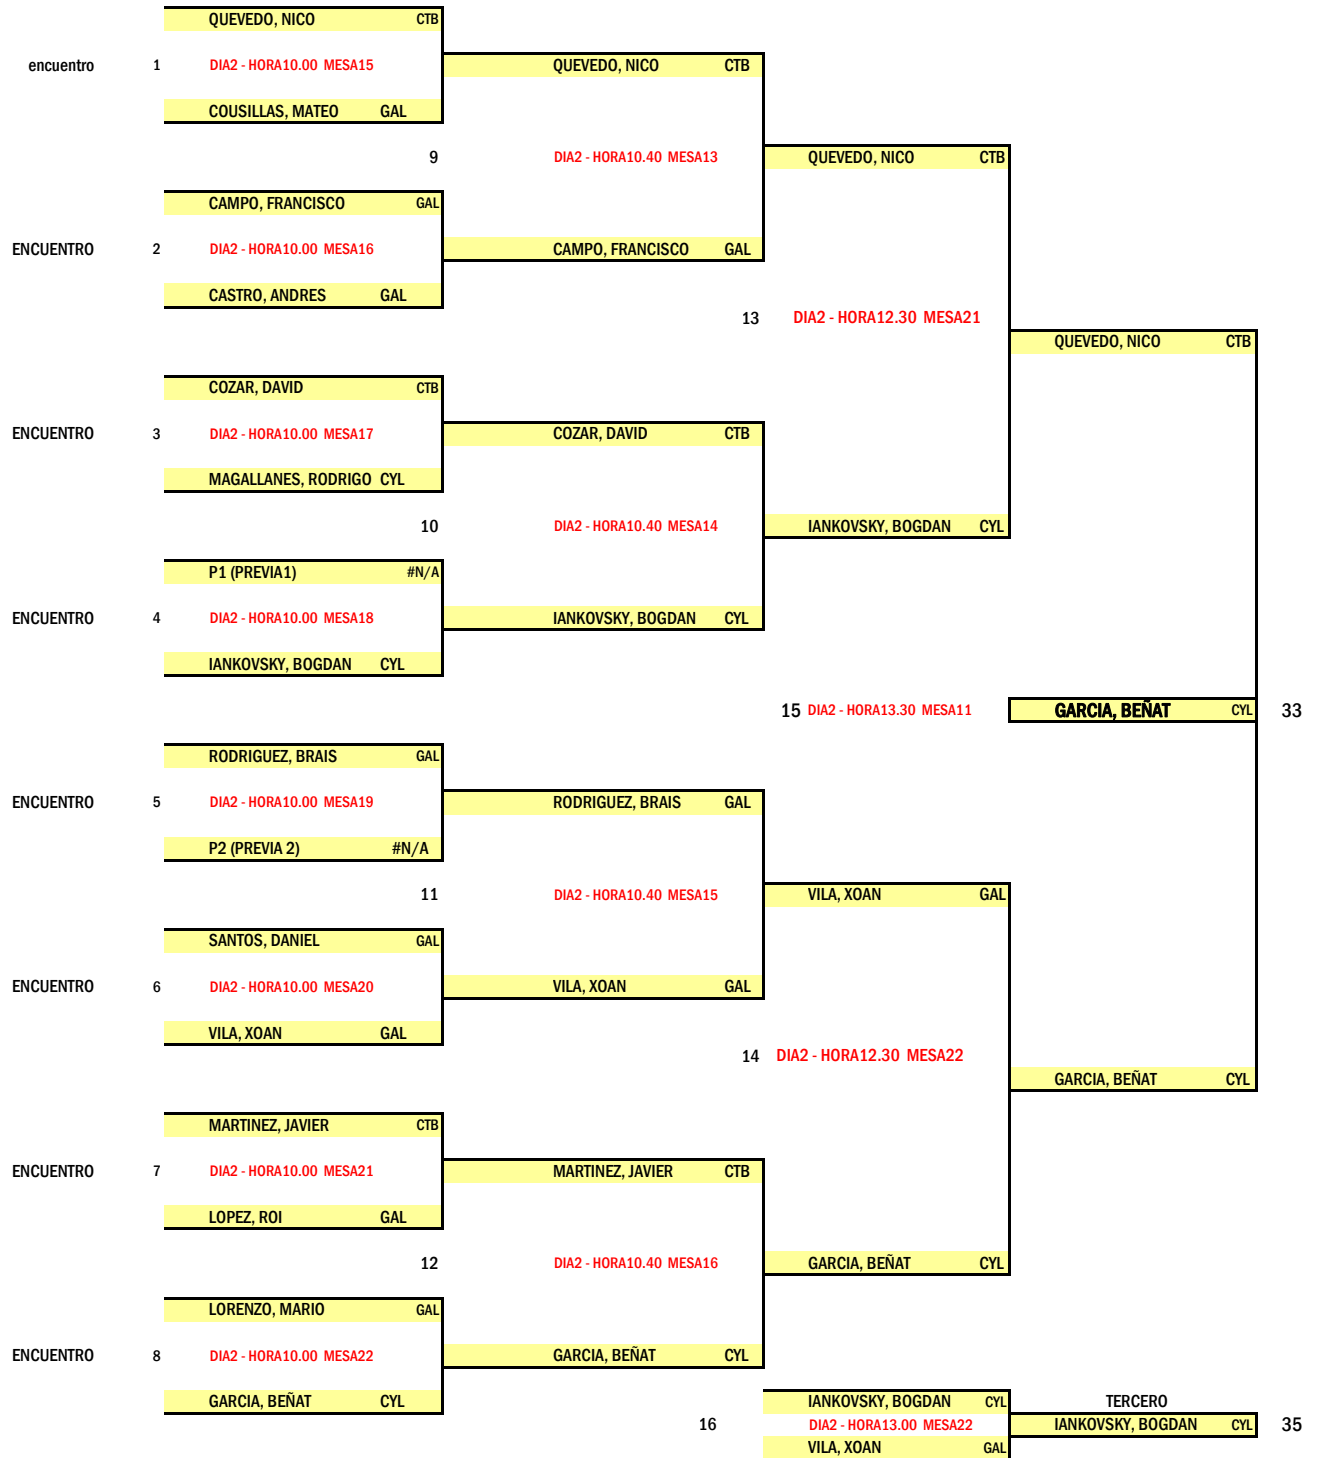 QUEVEDO, NICO CTB
encuentro 1 DIA2 - HORA10.00 MESA15 QUEVEDO, NICO CTB
COUSILLAS, MATEO GAL
9 DIA2 - HORA10.40 MESA13 QUEVEDO, NICO CTB
CAMPO, FRANCISCO GAL
ENCUENTRO 2 DIA2 - HORA10.00 MESA16 CAMPO, FRANCISCO GAL
CASTRO, ANDRES GAL
13 DIA2 - HORA12.30 MESA21
QUEVEDO, NICO CTB
COZAR, DAVID CTB
ENCUENTRO 3 DIA2 - HORA10.00 MESA17 COZAR, DAVID CTB
MAGALLANES, RODRIGO CYL
10 DIA2 - HORA10.40 MESA14 IANKOVSKY, BOGDAN CYL
P1 (PREVIA1) #N/A
ENCUENTRO 4 DIA2 - HORA10.00 MESA18 IANKOVSKY, BOGDAN CYL
IANKOVSKY, BOGDAN CYL
15 DIA2 - HORA13.30 MESA11 GARCIA, BEÑAT CYL 33
RODRIGUEZ, BRAIS GAL
ENCUENTRO 5 DIA2 - HORA10.00 MESA19 RODRIGUEZ, BRAIS GAL
P2 (PREVIA 2) #N/A
11 DIA2 - HORA10.40 MESA15 VILA, XOAN GAL
SANTOS, DANIEL GAL
ENCUENTRO 6 DIA2 - HORA10.00 MESA20 VILA, XOAN GAL
VILA, XOAN GAL
14 DIA2 - HORA12.30 MESA22
GARCIA, BEÑAT CYL
MARTINEZ, JAVIER CTB
ENCUENTRO 7 DIA2 - HORA10.00 MESA21 MARTINEZ, JAVIER CTB
LOPEZ, ROI GAL
12 DIA2 - HORA10.40 MESA16 GARCIA, BEÑAT CYL
LORENZO, MARIO GAL
ENCUENTRO 8 DIA2 - HORA10.00 MESA22 GARCIA, BEÑAT CYL
GARCIA, BEÑAT CYL IANKOVSKY, BOGDAN CYL TERCERO
16 DIA2 - HORA13.00 MESA22 IANKOVSKY, BOGDAN CYL 35
VILA, XOAN GAL